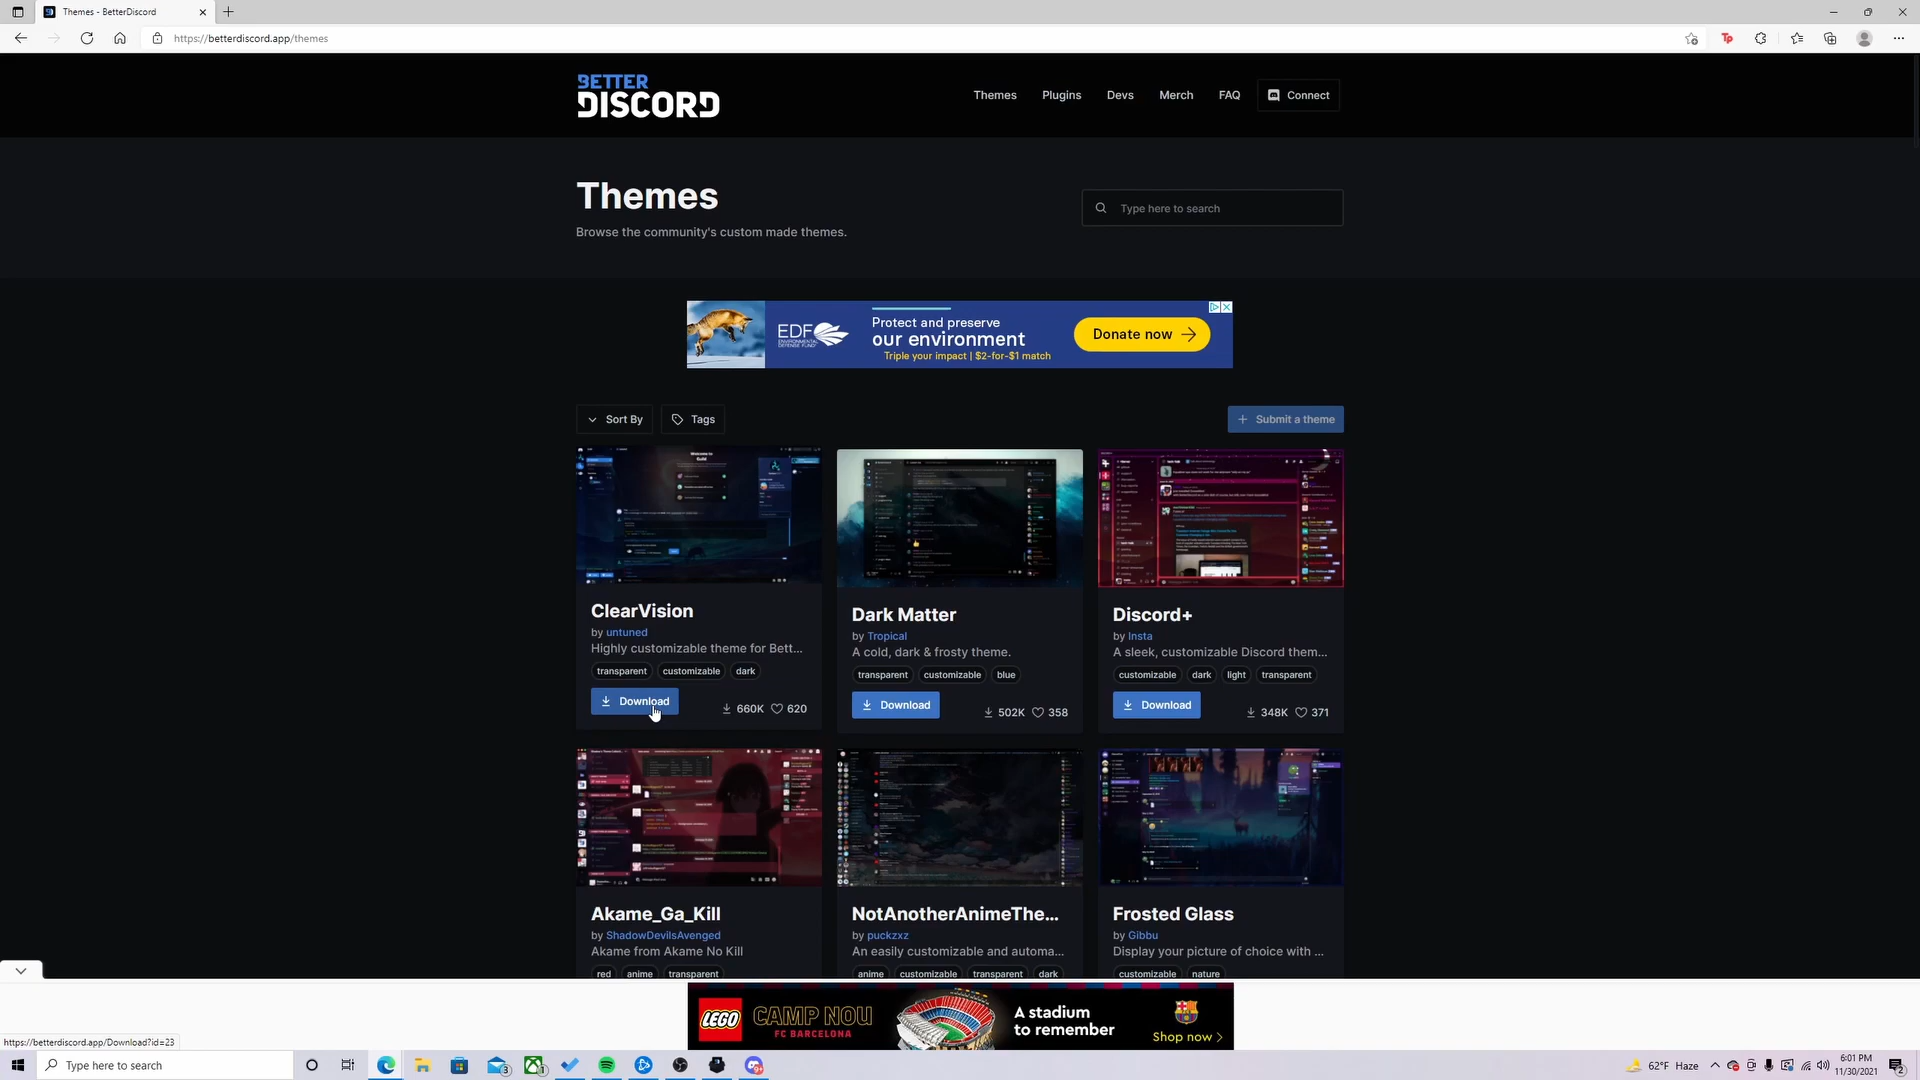 Themes - BetterDiscord
https://betterdiscord.app/themes
BETTER
DISCORD
Themes
Plugins
Devs
Merch
FAQ
Connect
Themes
Browse the community's custom made themes.
Type here to search
EDF
ENVIRONMENTAL
DEFENSE FUND
Protect and preserve
our environment
Triple your impact | $2-for-$1 match
Donate now
Sort By
Tags
Submit a theme
ClearVision
by untuned
Highly customizable theme for Bett...
transparent
customizable
dark
Download
660K
620
Dark Matter
by Tropical
A cold, dark & frosty theme.
transparent
customizable
blue
Download
502K
358
Discord+
by Insta
A sleek, customizable Discord them...
customizable
dark
light
transparent
Download
348K
371
Akame_Ga_Kill
by ShadowDevilsAvenged
Akame from Akame No Kill
red
anime
transparent
NotAnotherAnimeThe...
by puckzxz
An easily customizable and automa...
anime
customizable
transparent
dark
Frosted Glass
by Gibbu
Display your picture of choice with ...
customizable
nature
LEGO
CAMP NOU
FC BARCELONA
A stadium
to remember
Shop now
https://betterdiscord.app/Download?id=23
Type here to search
62°F Haze
6:01 PM
11/30/2021